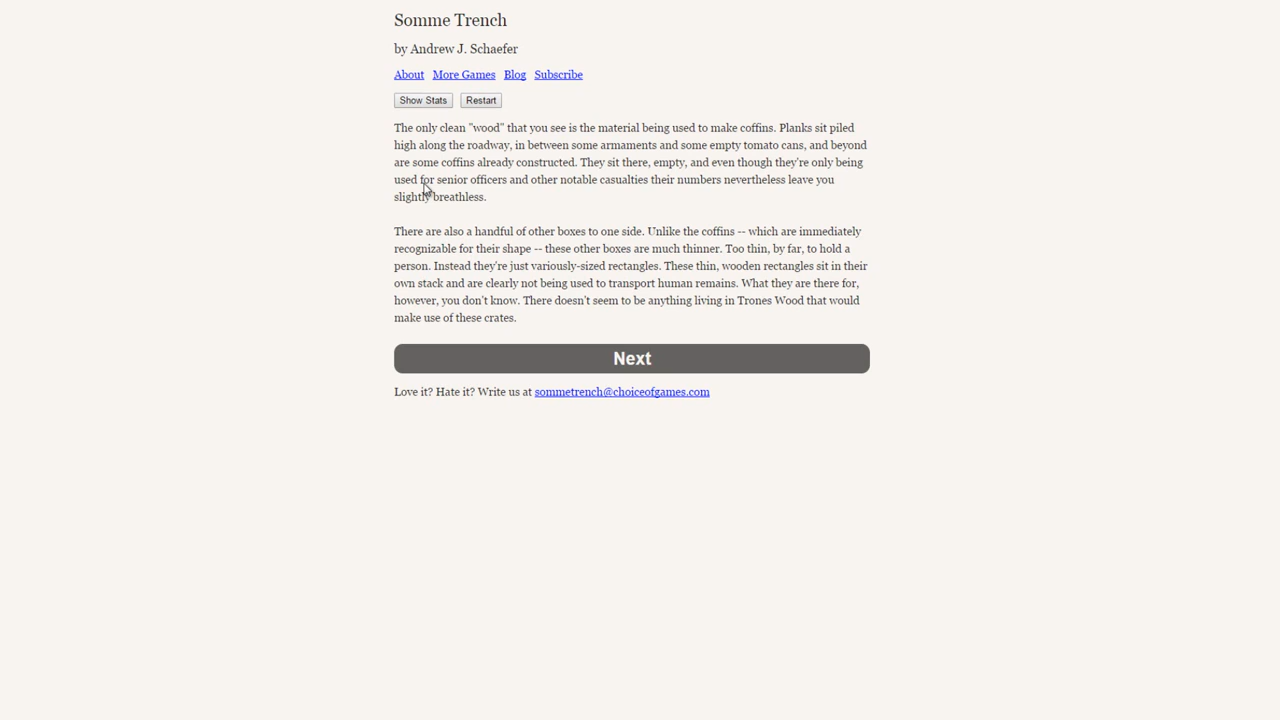 Somme Trench
by Andrew J. Schaefer
About More Games Blog Subscribe
Show Stats Restart
The only clean "wood" that you see is the material being used to make coffins. Planks sit piled
high along the roadway, in between some armaments and some empty tomato cans, and beyond
are some coffins already constructed. They sit there, empty, and even though they're only being
used for senior officers and other notable casualties their numbers nevertheless leave you
slightly breathless.
There are also a handful of other boxes to one side. Unlike the coffins -- which are immediately
recognizable for their shape -- these other boxes are much thinner. Too thin, by far, to hold a
person. Instead they're just variously-sized rectangles. These thin, wooden rectangles sit in their
own stack and are clearly not being used to transport human remains. What they are there for,
however, you don't know. There doesn't seem to be anything living in Trones Wood that would
make use of these crates.
Next
Love it? Hate it? Write us at sommetrench@choiceofgames.com